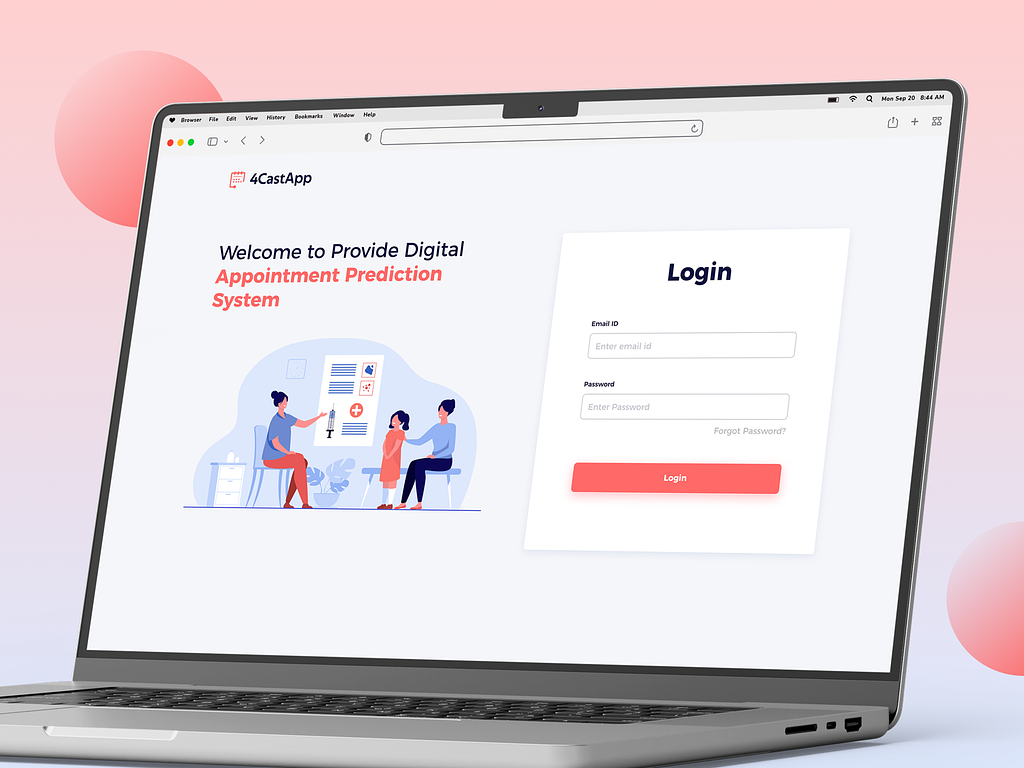 Browser File Edit View History Bookmarks Window Help
Mon Sep 20 8:44 AM
4CastApp
Welcome to Provide Digital
Appointment Prediction
System
Login
Email ID
Enter email id
Password
Enter Password
Forgot Password?
Login